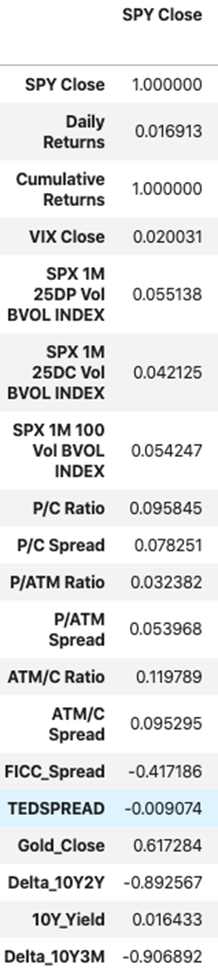 SPY Close
SPY Close 1.000000
Daily
Returns 0.016913
Cumulative
Returns 1.000000
VIX Close 0.020031
SPX 1M
25DP Vol
BVOL INDEX 0.055138
SPX 1M
25DC Vol
BVOL INDEX 0.042125
SPX 1M 100
Vol BVOL
INDEX 0.054247
P/C Ratio 0.095845
P/C Spread 0.078251
P/ATM Ratio 0.032382
P/ATM
Spread 0.053968
ATM/C Ratio 0.119789
ATM/C
Spread 0.095295
FICC_Spread -0.417186
TEDSPREAD -0.009074
Gold_Close 0.617284
Delta_10Y2Y -0.892567
10Y_Yield 0.016433
Delta_10Y3M -0.906892